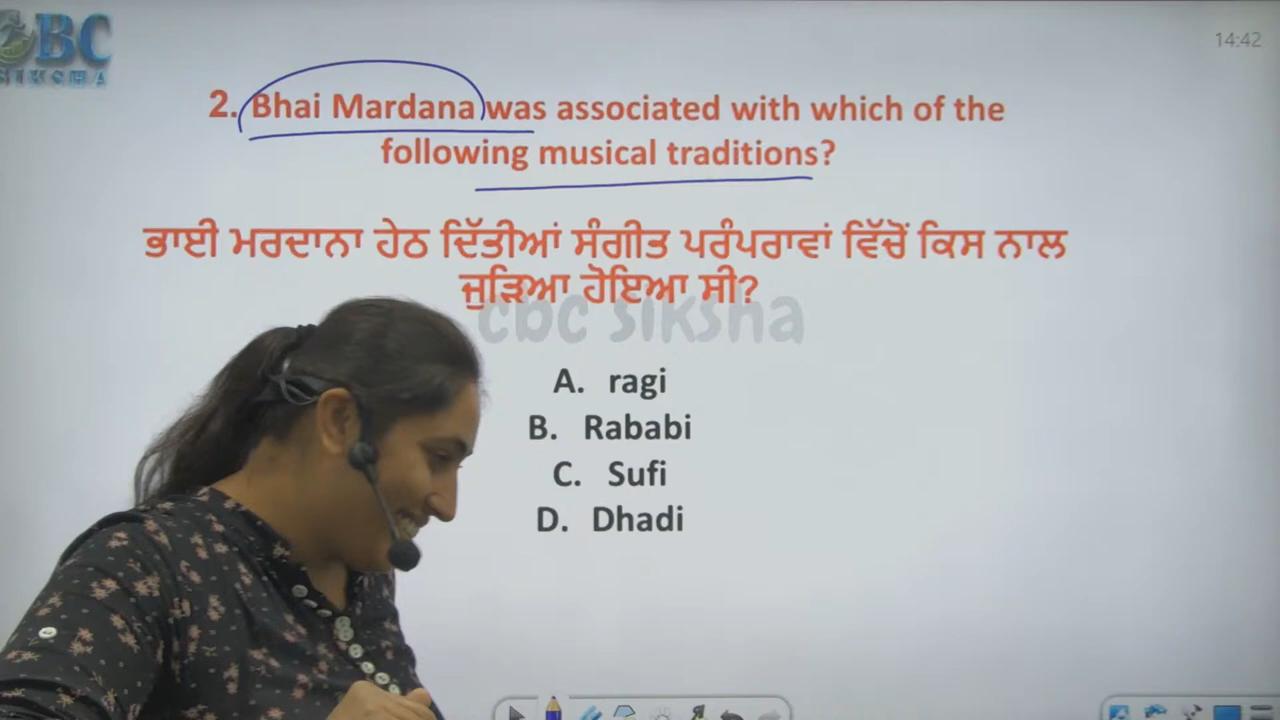 BC
SIKSHA
14:42
2. Bhai Mardana was associated with which of the
following musical traditions?
ਭਾਈ ਮਰਦਾਨਾ ਹੇਠ ਦਿੱਤੀਆਂ ਸੰਗੀਤ ਪਰੰਪਰਾਵਾਂ ਵਿੱਚੋਂ ਕਿਸ ਨਾਲ
ਜੁੜਿਆ ਹੋਇਆ ਸੀ?
cbc siksha
A. ragi
B. Rababi
C. Sufi
D. Dhadi